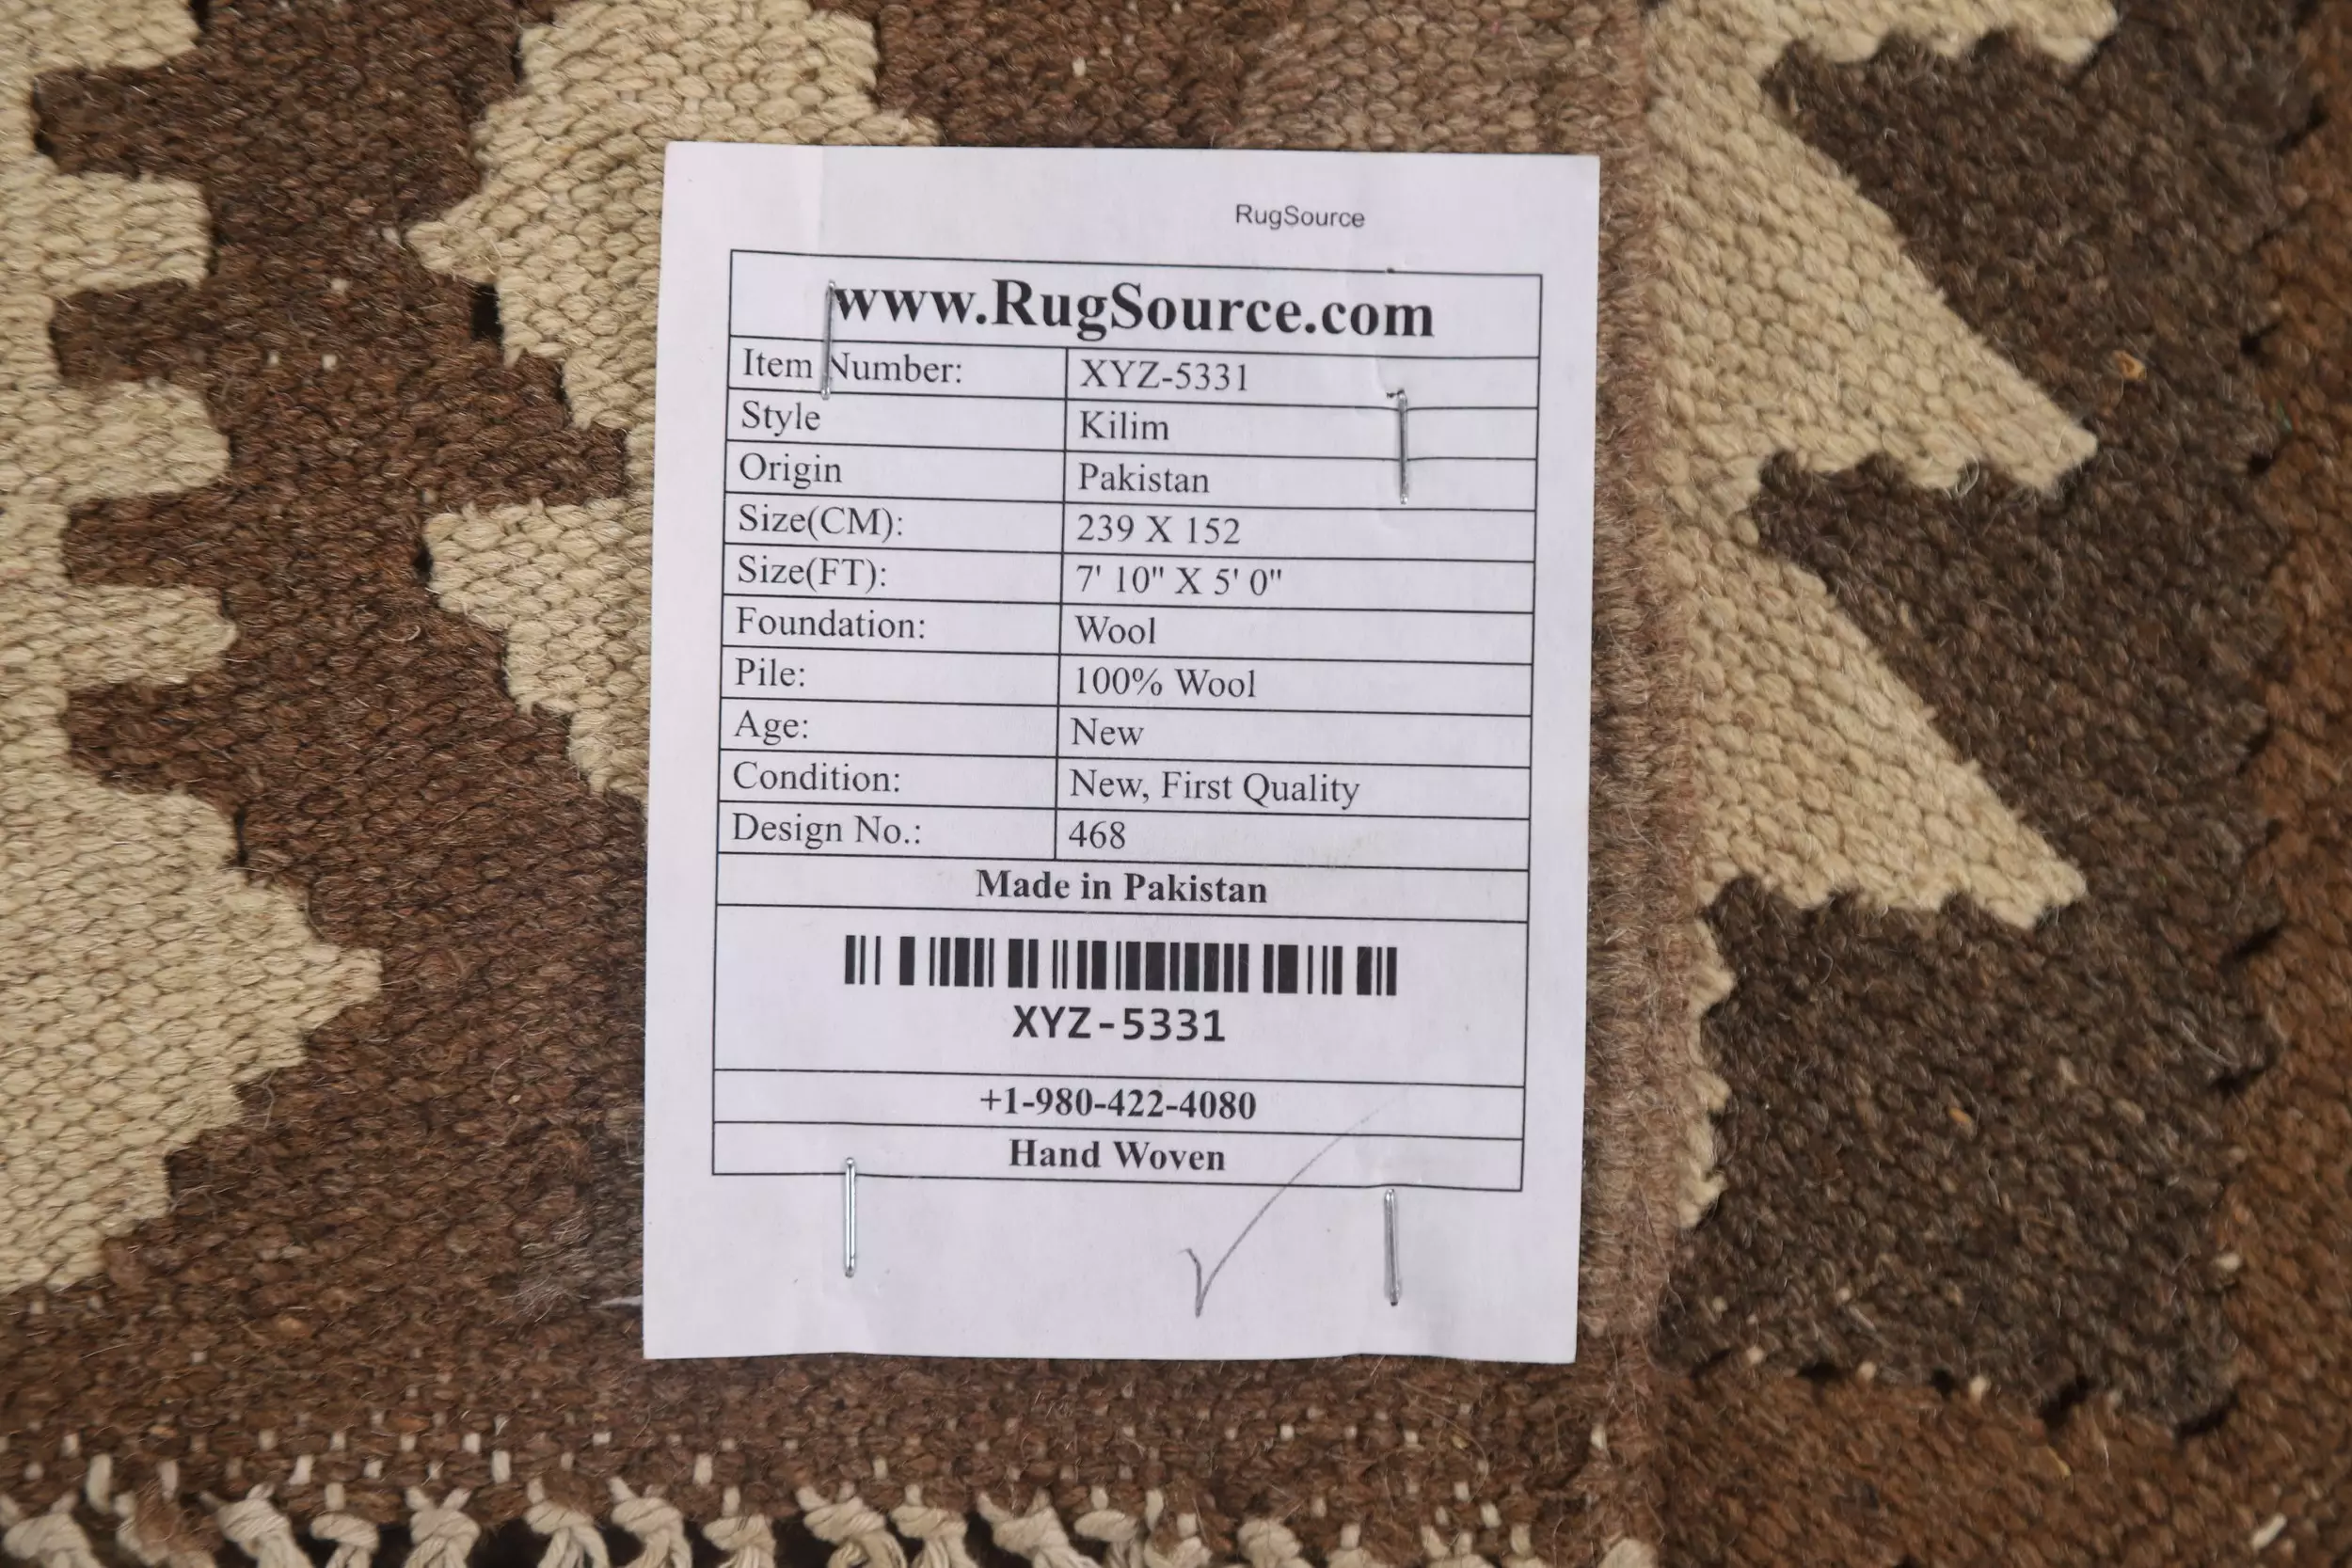 RugSource
www.RugSource.com
Item Number: XYZ-5331
Style Kilim
Origin Pakistan
Size(CM): 239 X 152
Size(FT): 7' 10" X 5' 0"
Foundation: Wool
Pile: 100% Wool
Age: New
Condition: New, First Quality
Design No.: 468
Made in Pakistan
XYZ-5331
+1-980-422-4080
Hand Woven